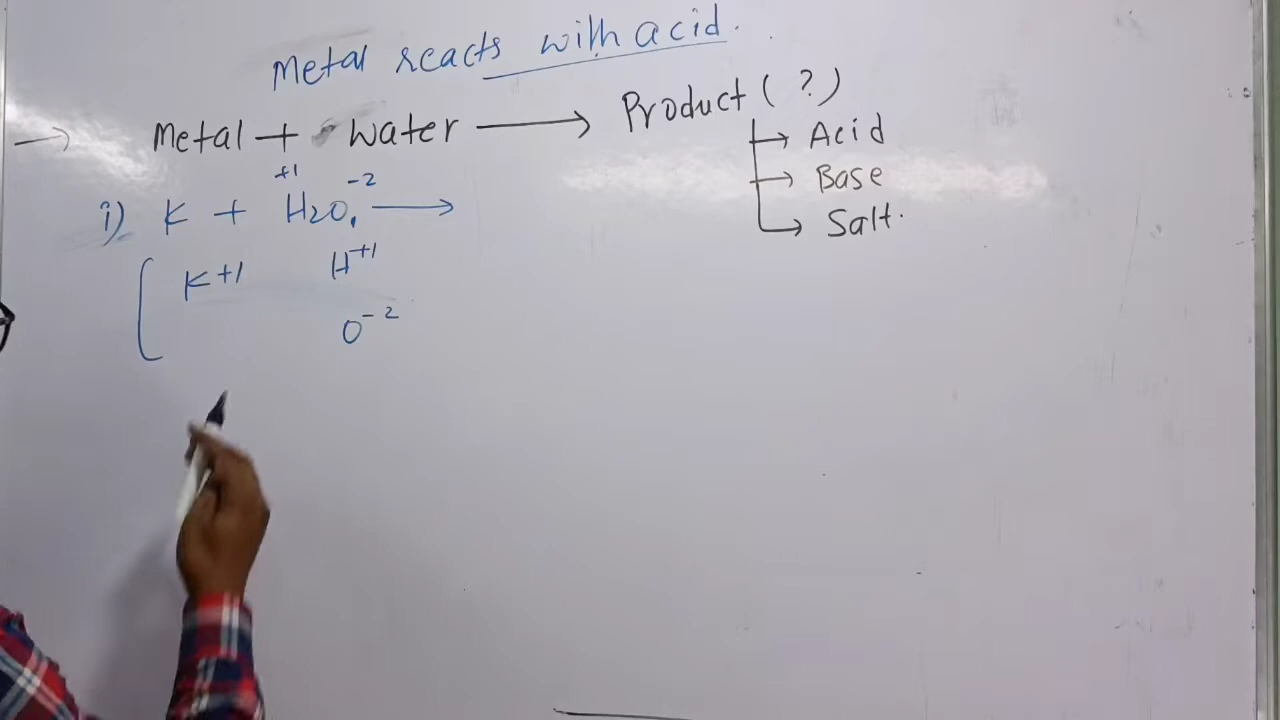 Metal reacts with acid.
→ Metal + Water → Product (?)
→ Acid
→ Base
→ Salt.
+1 -2
i) K + H2O, →
K+1 H+1
O-2